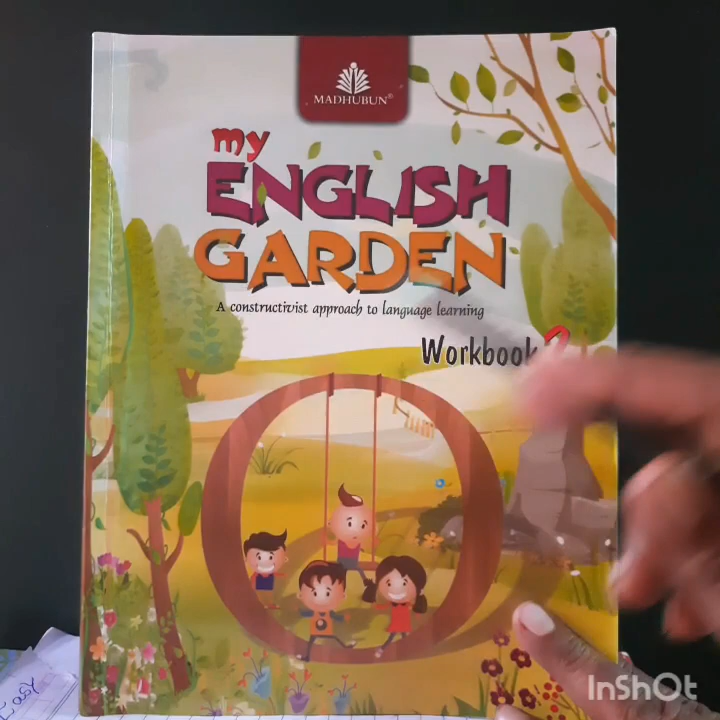 MADHUBUN®
my
ENGLISH
GARDEN
A constructivist approach to language learning
Workbook
InShOt